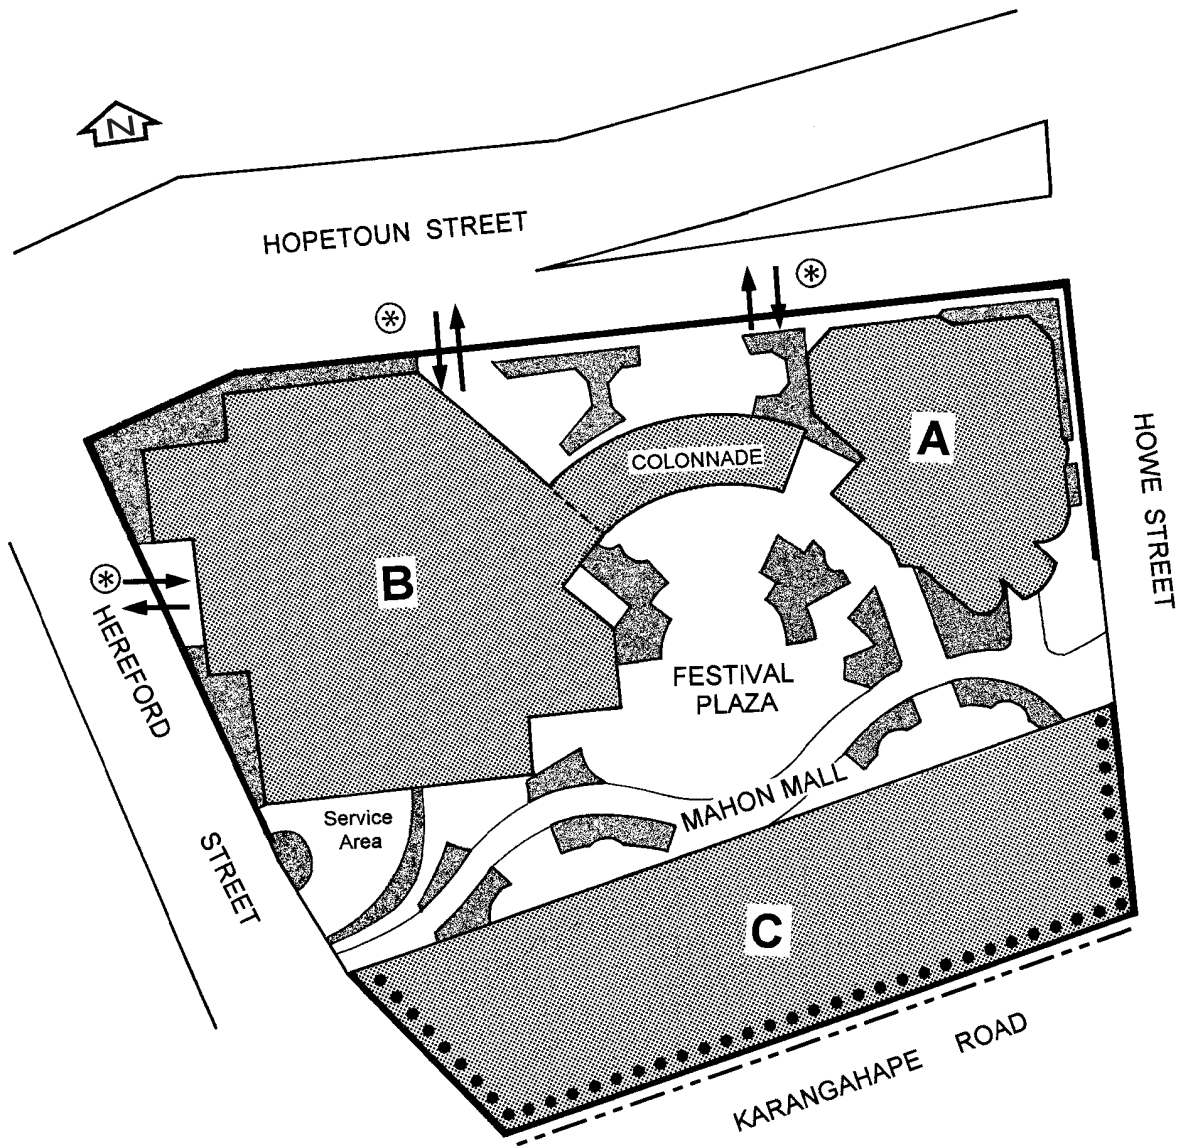 N
HOPETOUN STREET
*
*
A
HOWE STREET
COLONNADE
B
*
HEREFORD
STREET
FESTIVAL
PLAZA
MAHON MALL
Service
Area
C
KARANGAHAPE ROAD